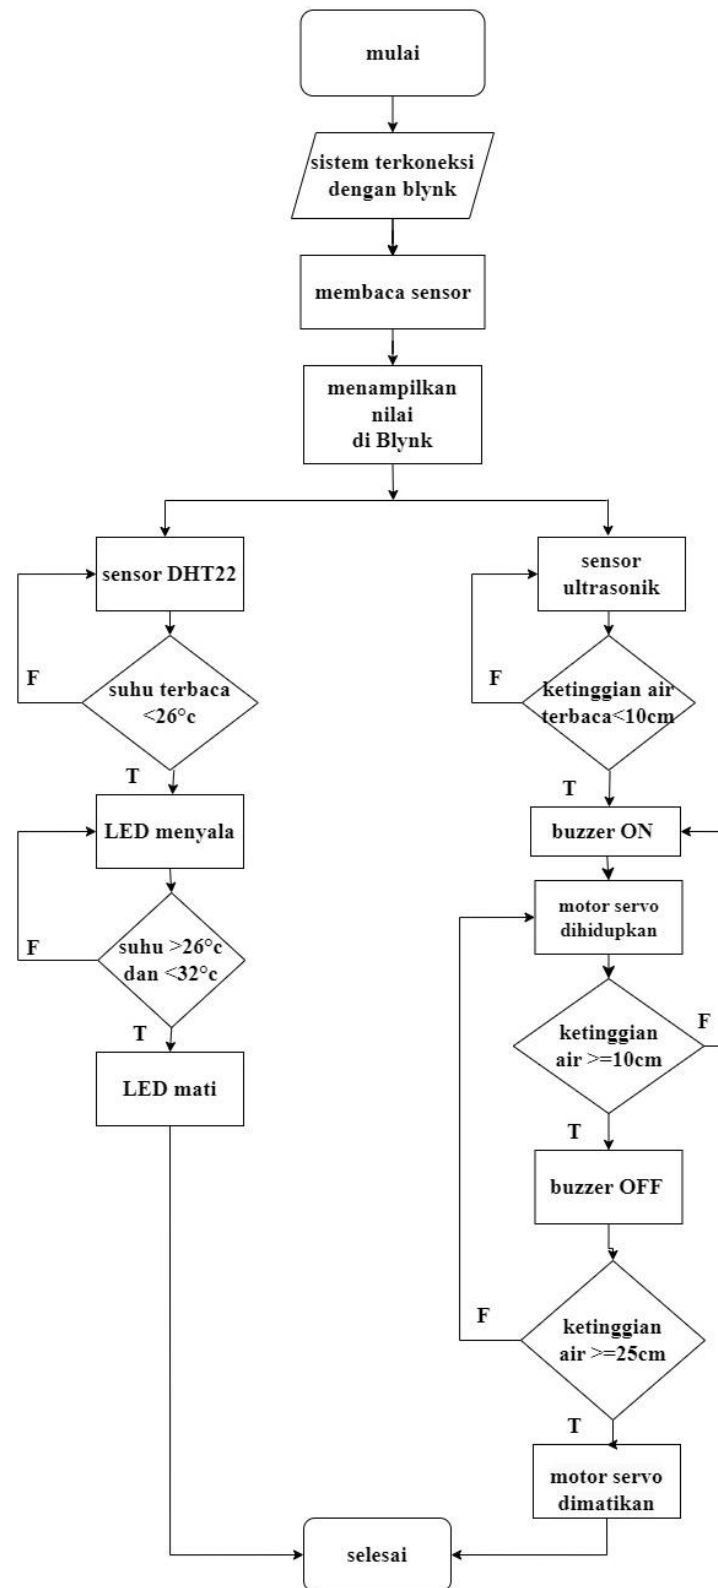 mulai
sistem terkoneksi
dengan blynk
membaca sensor
menampilkan
nilai
di Blynk
sensor DHT22
F
suhu terbaca
<26°c
T
LED menyala
F
suhu >26°c
dan <32°c
T
LED mati
sensor
ultrasonik
F
ketinggian air
terbaca<10cm
T
buzzer ON
motor servo
dihidupkan
F
ketinggian
air >=10cm
T
buzzer OFF
F
ketinggian
air >=25cm
T
motor servo
dimatikan
selesai